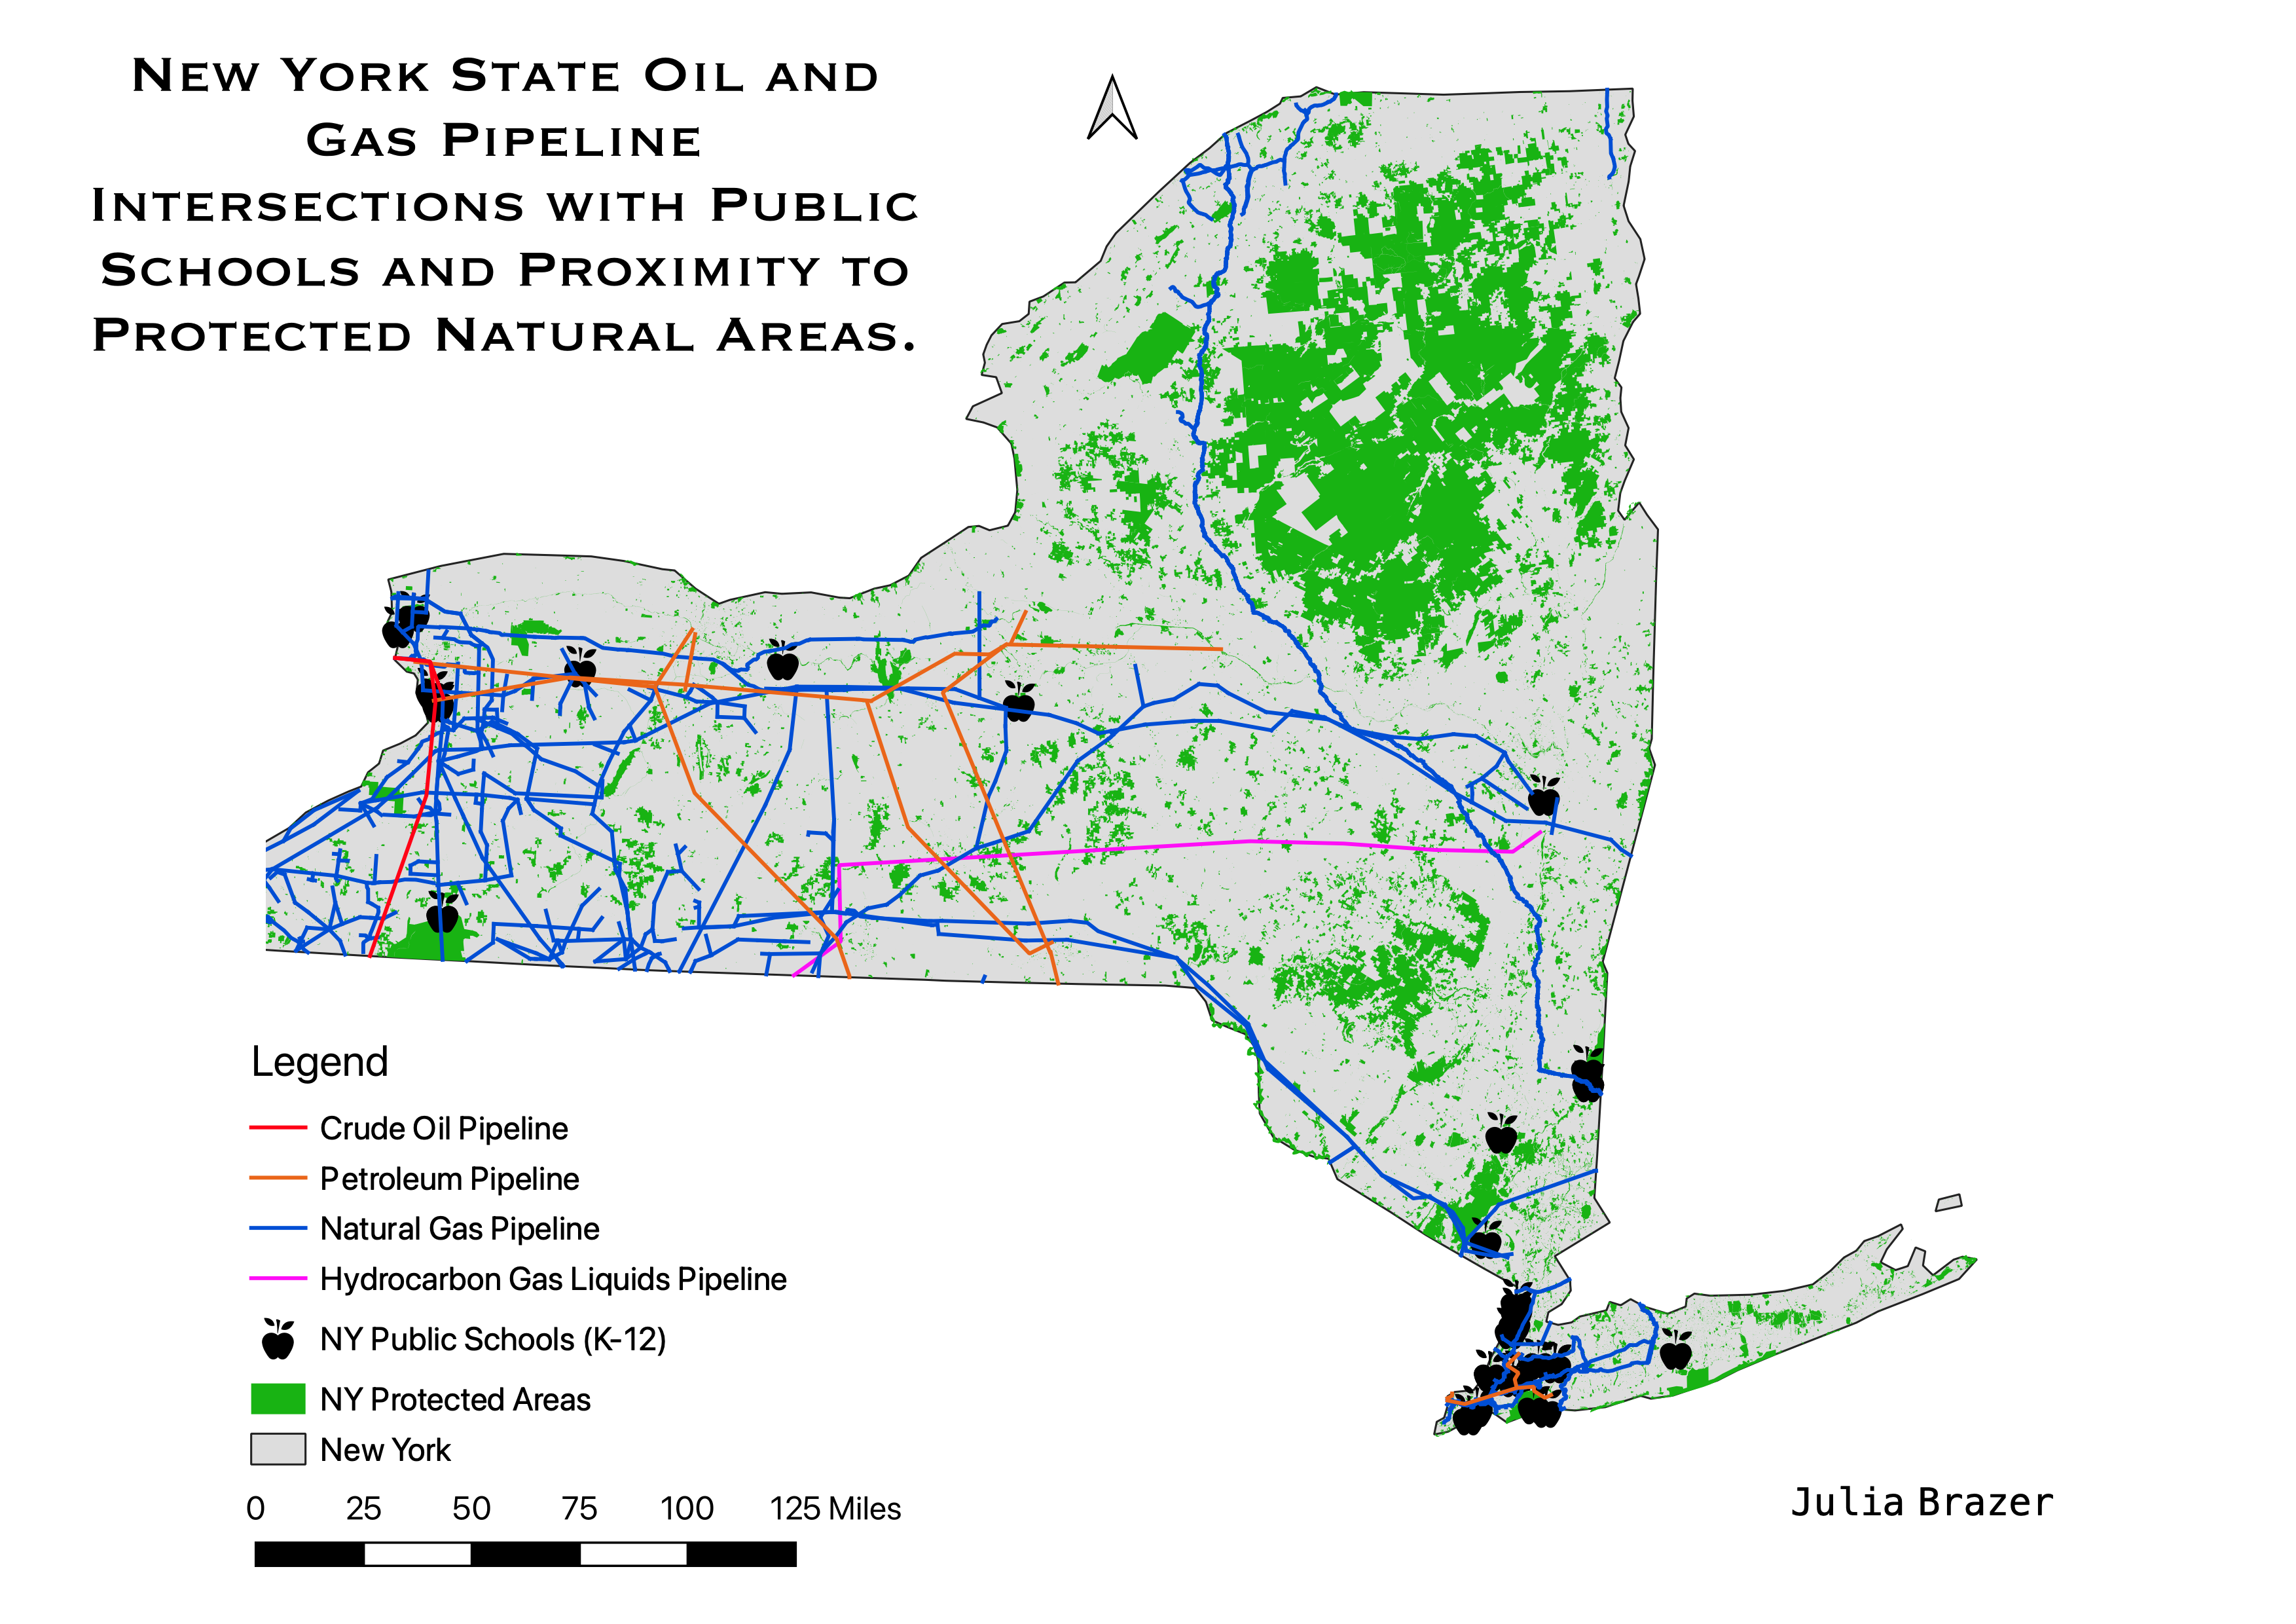 New York State Oil and
Gas Pipeline
Intersections with Public
Schools and Proximity to
Protected Natural Areas.
Legend
Crude Oil Pipeline
Petroleum Pipeline
Natural Gas Pipeline
Hydrocarbon Gas Liquids Pipeline
NY Public Schools (K-12)
NY Protected Areas
New York
0 25 50 75 100 125 Miles
Julia Brazer